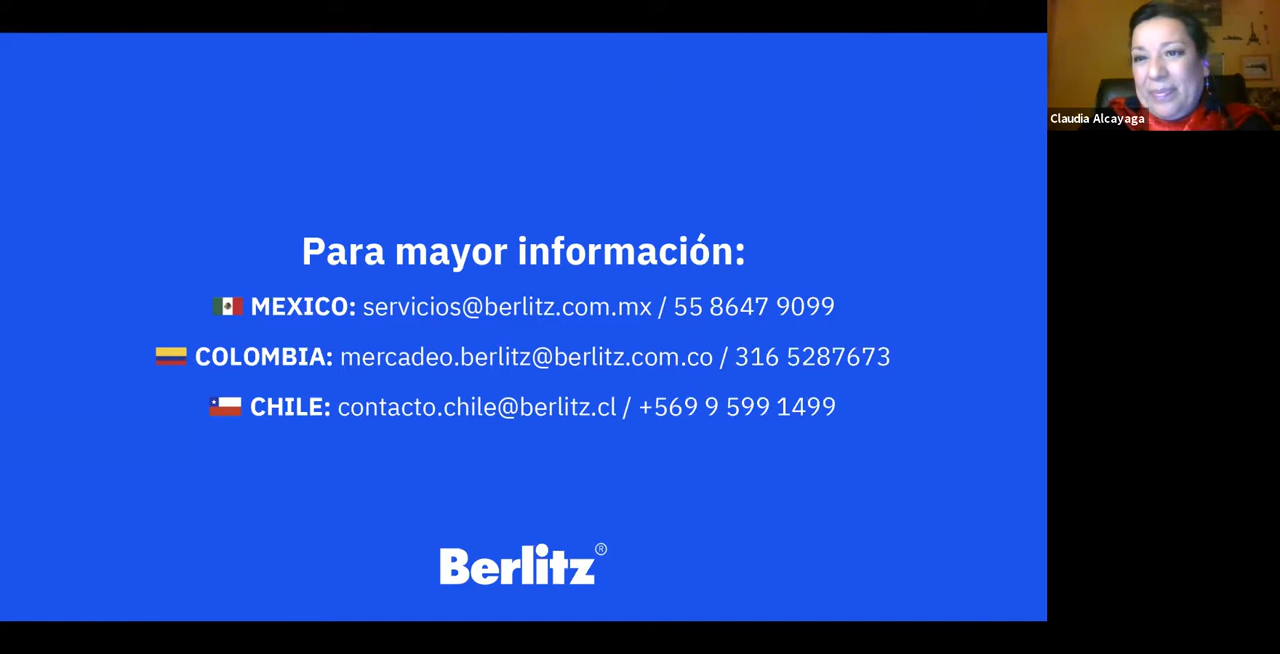 Claudia Alcayaga
Para mayor información:
MEXICO: servicios@berlitz.com.mx / 55 8647 9099
COLOMBIA: mercadeo.berlitz@berlitz.com.co / 316 5287673
CHILE: contacto.chile@berlitz.cl / +569 9 599 1499
Berlitz®